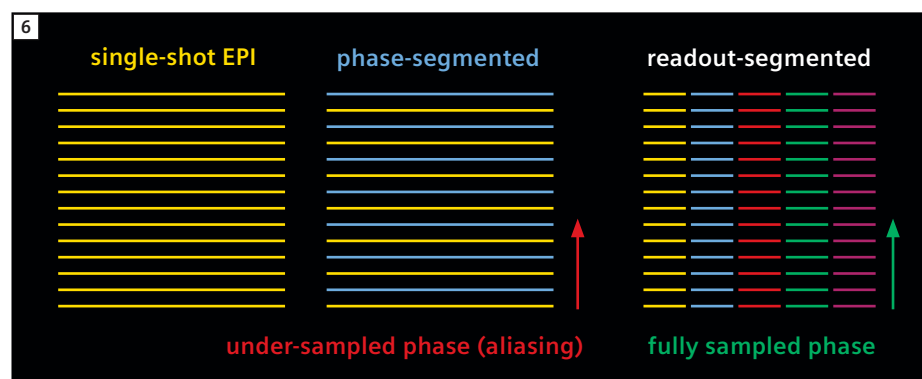 6
single-shot EPI
phase-segmented
readout-segmented
under-sampled phase (aliasing)
fully sampled phase